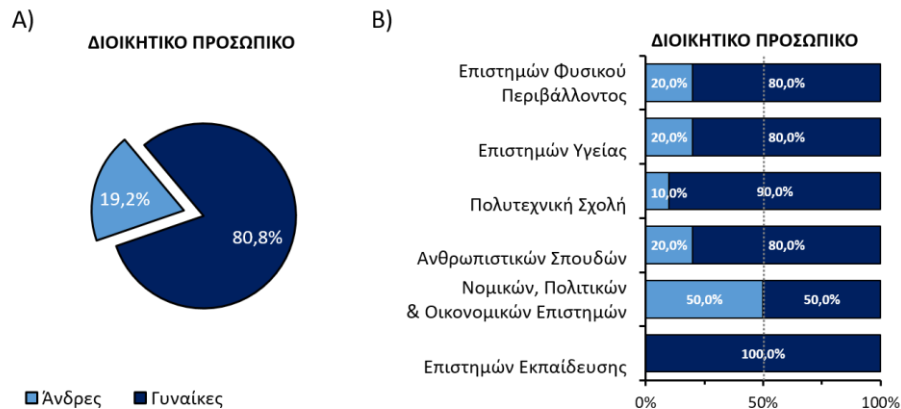 A)
ΔΙΟΙΚΗΤΙΚΟ ΠΡΟΣΩΠΙΚΟ
19,2%
80,8%
Άνδρες
Γυναίκες
B)
ΔΙΟΙΚΗΤΙΚΟ ΠΡΟΣΩΠΙΚΟ
Επιστημών Φυσικού
Περιβάλλοντος
20,0% 80,0%
Επιστημών Υγείας
20,0% 80,0%
Πολυτεχνική Σχολή
10,0% 90,0%
Ανθρωπιστικών Σπουδών
20,0% 80,0%
Νομικών, Πολιτικών
& Οικονομικών Επιστημών
50,0% 50,0%
Επιστημών Εκπαίδευσης
100,0%
0% 50% 100%